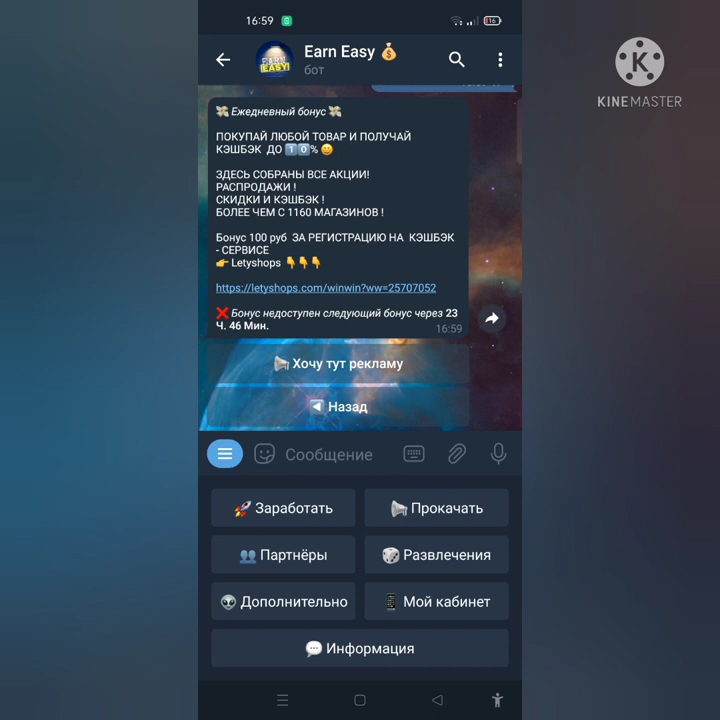 16:59
16
Earn Easy 💰
бот
EARN
EASY!
K
KINEMASTER
💸 Ежедневный бонус 💸
ПОКУПАЙ ЛЮБОЙ ТОВАР И ПОЛУЧАЙ
КЭШБЭК ДО 1️⃣0️⃣% 😀
ЗДЕСЬ СОБРАНЫ ВСЕ АКЦИИ!
РАСПРОДАЖИ !
СКИДКИ И КЭШБЭК !
БОЛЕЕ ЧЕМ С 1160 МАГАЗИНОВ !
Бонус 100 руб ЗА РЕГИСТРАЦИЮ НА КЭШБЭК
- СЕРВИСЕ
👉 Letyshops 👇👇👇
https://letyshops.com/winwin?ww=25707052
❌ Бонус недоступен следующий бонус через 23
Ч. 46 Мин.
16:59
📢 Хочу тут рекламу
◀️ Назад
Сообщение
🚀 Заработать
📢 Прокачать
👥 Партнёры
🎲 Развлечения
👽 Дополнительно
📱 Мой кабинет
💬 Информация